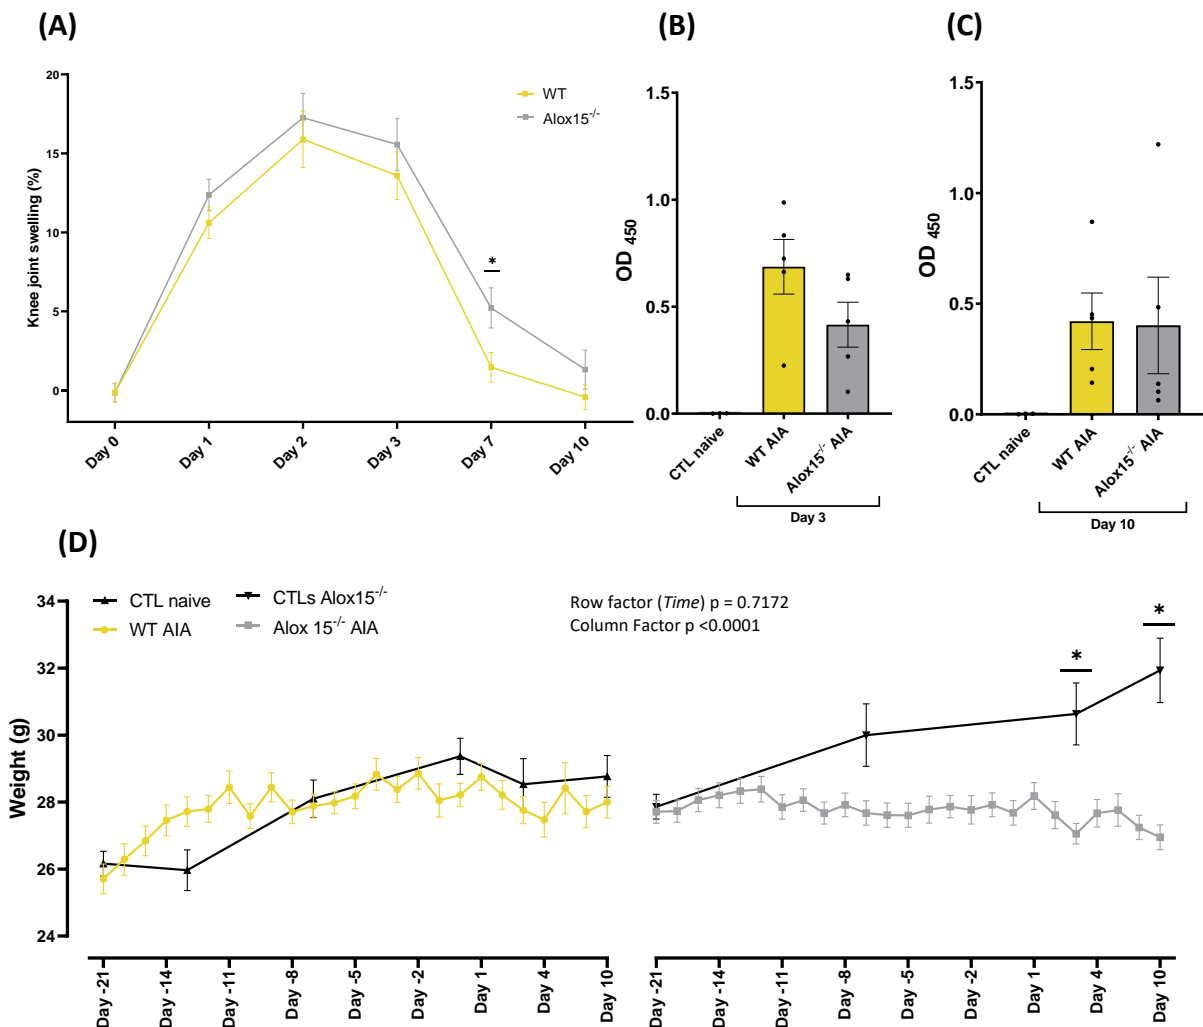 (A)
20
15
10
5
0
Knee joint swelling (%)
WT
Alox15-/-
*
Day 0
Day 1
Day 2
Day 3
Day 7
Day 10
(B)
1.5
1.0
0.5
0.0
OD 450
CTL naive
WT AIA
Alox15-/- AIA
Day 3
(C)
1.5
1.0
0.5
0.0
OD 450
CTL naive
WT AIA
Alox15-/- AIA
Day 10
(D)
CTL naive
WT AIA
CTLs Alox15-/-
Alox 15-/- AIA
Row factor (Time) p = 0.7172
Column Factor p <0.0001
*
*
34
32
30
28
26
24
Weight (g)
Day -21
Day -14
Day -11
Day -8
Day -5
Day -2
Day 1
Day 4
Day 10
Day -21
Day -14
Day -8
Day -5
Day -2
Day 1
Day 4
Day 10